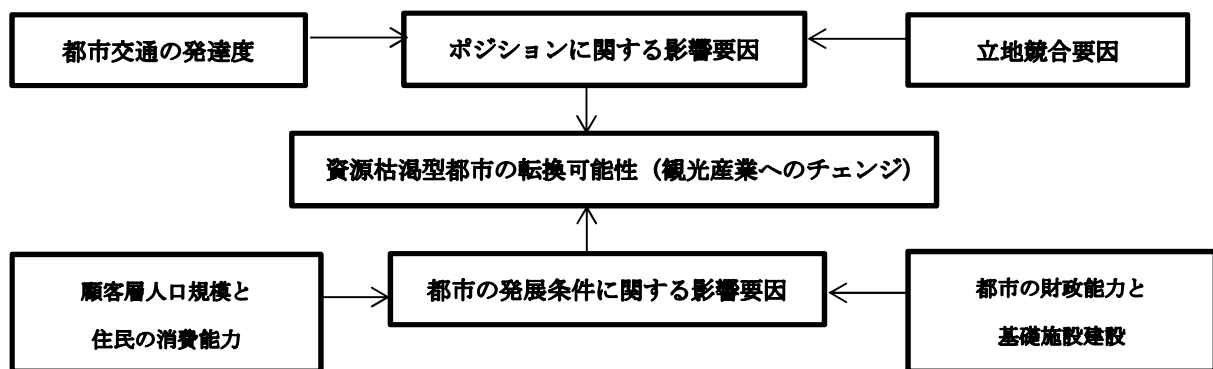 都市交通の発達度
ポジションに関する影響要因
立地競合要因
資源枯渇型都市の転換可能性（観光産業へのチェンジ）
顧客層人口規模と
住民の消費能力
都市の発展条件に関する影響要因
都市の財政能力と
基礎施設建設